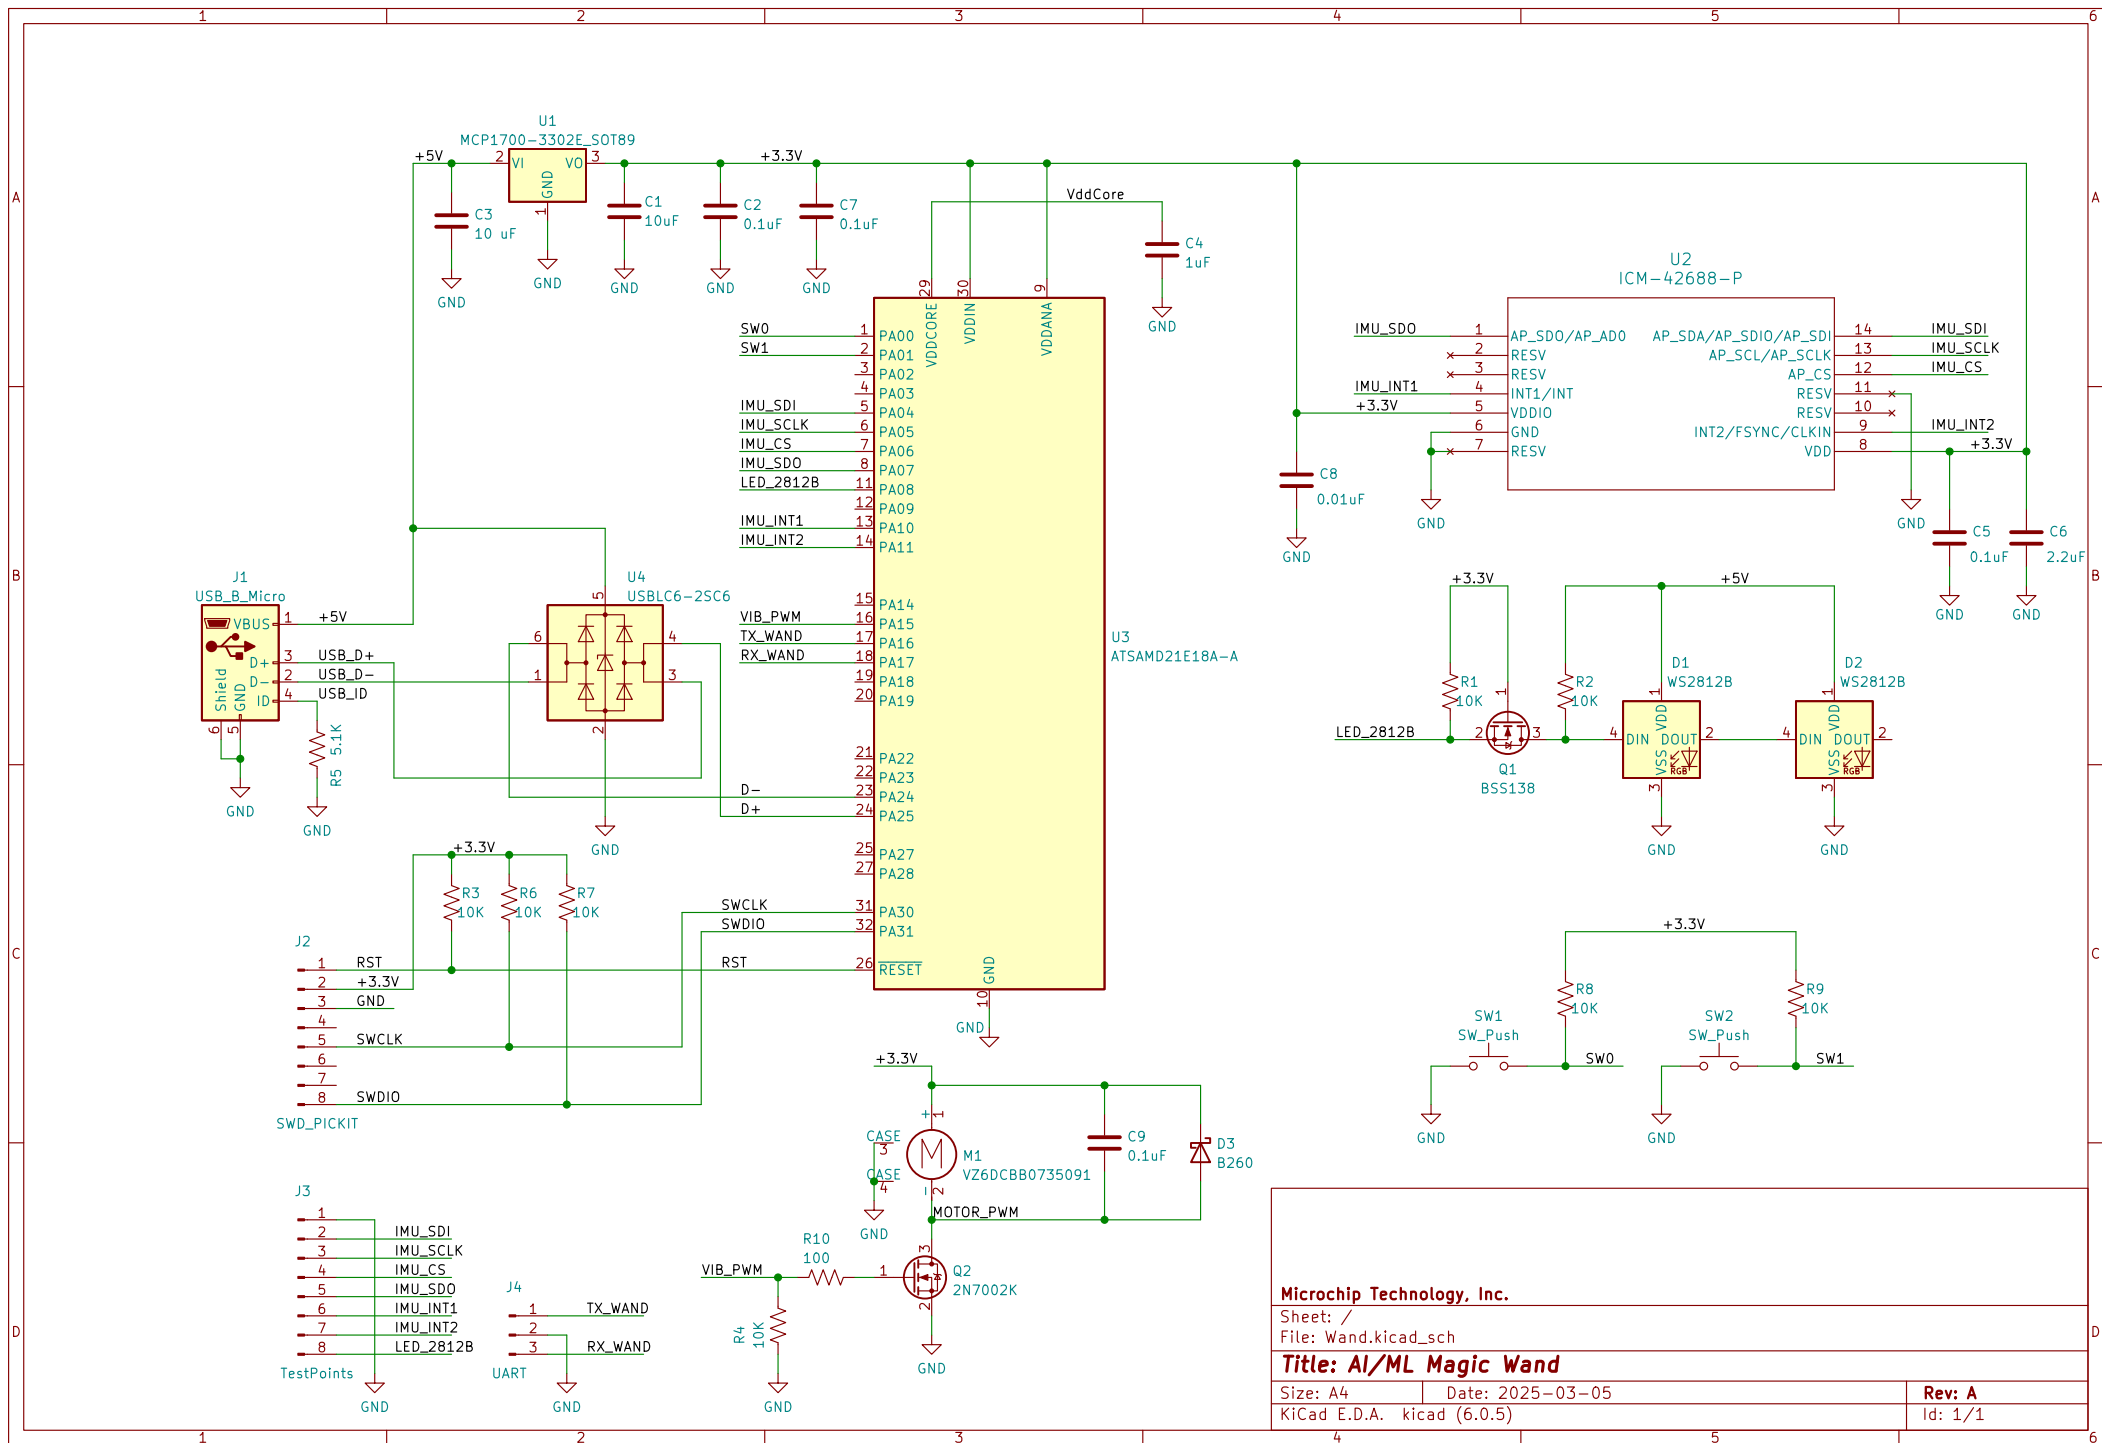 1 2 3 4 5 6
A
B
C
D
A
B
C
D
1 2 3 4 5 6
U1
MCP1700-3302E_SOT89
+5V
2 VI VO 3
GND
1
+3.3V
C3
10 uF
GND
GND
C1
10uF
GND
C2
0.1uF
GND
C7
0.1uF
GND
VddCore
C4
1uF
GND
29 30 9
VDDCORE
VDDIN
VDDANA
SW0 1 PA00
SW1 2 PA01
3 PA02
4 PA03
IMU_SDI 5 PA04
IMU_SCLK 6 PA05
IMU_CS 7 PA06
IMU_SDO 8 PA07
LED_2812B 11 PA08
12 PA09
IMU_INT1 13 PA10
IMU_INT2 14 PA11
15 PA14
VIB_PWM 16 PA15
TX_WAND 17 PA16
RX_WAND 18 PA17
19 PA18
20 PA19
21 PA22
22 PA23
D- 23 PA24
D+ 24 PA25
25 PA27
27 PA28
SWCLK 31 PA30
SWDIO 32 PA31
RST 26 RESET
GND
10
GND
U3
ATSAMD21E18A-A
U2
ICM-42688-P
IMU_SDO 1 AP_SDO/AP_AD0
2 RESV
3 RESV
IMU_INT1 4 INT1/INT
+3.3V 5 VDDIO
6 GND
7 RESV
AP_SDA/AP_SDIO/AP_SDI 14 IMU_SDI
AP_SCL/AP_SCLK 13 IMU_SCLK
AP_CS 12 IMU_CS
RESV 11
RESV 10
INT2/FSYNC/CLKIN 9 IMU_INT2
VDD 8 +3.3V
GND
GND
C8
0.01uF
GND
C5
0.1uF
GND
C6
2.2uF
GND
J1
USB_B_Micro
VBUS 1 +5V
D+ 3 USB_D+
D- 2 USB_D-
ID 4 USB_ID
Shield
GND
6 5
GND
R5 5.1K
GND
U4
USBLC6-2SC6
5
6
1
4
3
2
GND
+3.3V
+5V
R1
10K
1
LED_2812B
2 3
Q1
BSS138
R2
10K
D1
WS2812B
1
VDD
4 DIN DOUT 2
VSS
RGB
3
GND
D2
WS2812B
1
VDD
4 DIN DOUT 2
VSS
RGB
3
GND
+3.3V
R3
10K
R6
10K
R7
10K
J2
1 RST
2 +3.3V
3 GND
4
5 SWCLK
6
7
8 SWDIO
SWD_PICKIT
+3.3V
R8
10K
SW1
SW_Push
SW0
GND
R9
10K
SW2
SW_Push
SW1
GND
+3.3V
+
1
CASE
3
M
CASE
4
-
2
GND
M1
VZ6DCBB0735091
C9
0.1uF
D3
B260
MOTOR_PWM
R10
100
VIB_PWM
1
3
2
Q2
2N7002K
GND
R4
10K
GND
J3
1
2 IMU_SDI
3 IMU_SCLK
4 IMU_CS
5 IMU_SDO
6 IMU_INT1
7 IMU_INT2
8 LED_2812B
TestPoints
GND
J4
1 TX_WAND
2
3 RX_WAND
UART
GND
Microchip Technology, Inc.
Sheet: /
File: Wand.kicad_sch
Title: AI/ML Magic Wand
Size: A4 Date: 2025-03-05 Rev: A
KiCad E.D.A. kicad (6.0.5) Id: 1/1